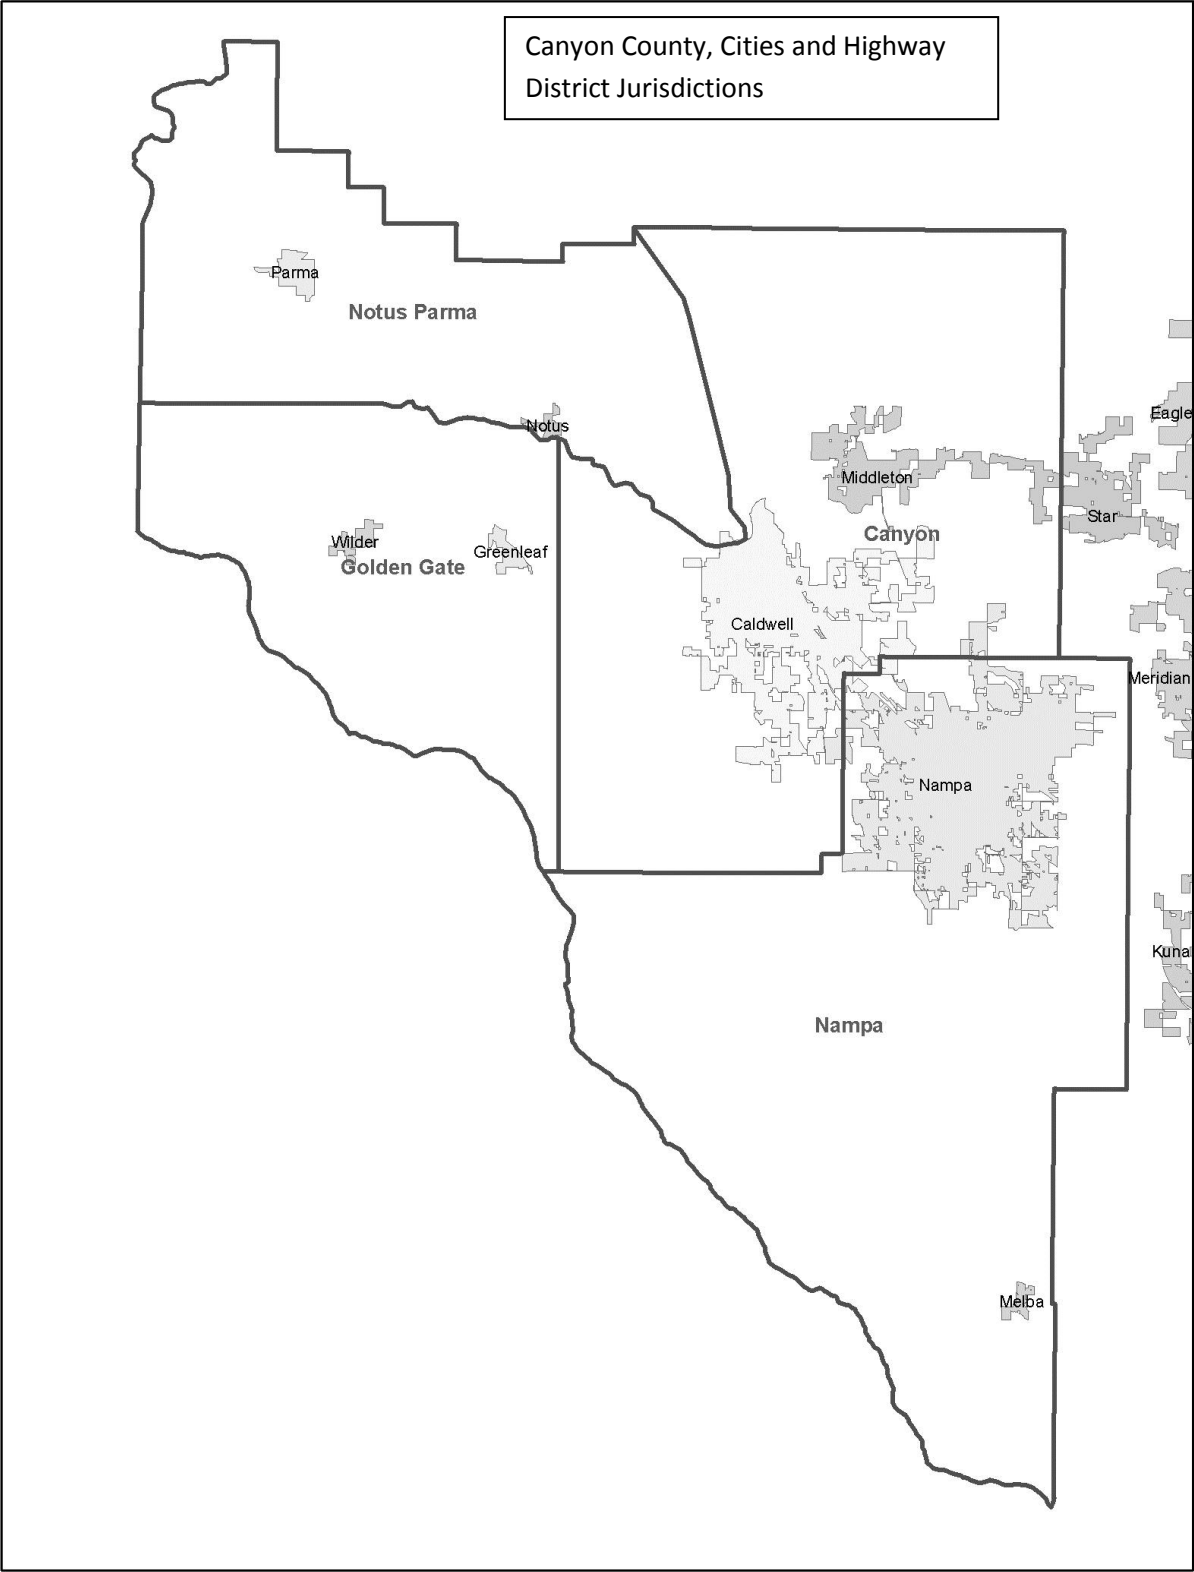 Canyon County, Cities and Highway
District Jurisdictions
Parma
Notus Parma
Eagle
Notus
Middleton
Star
Canyon
Wilder
Greenleaf
Golden Gate
Caldwell
Meridian
Nampa
Kuna
Nampa
Melba